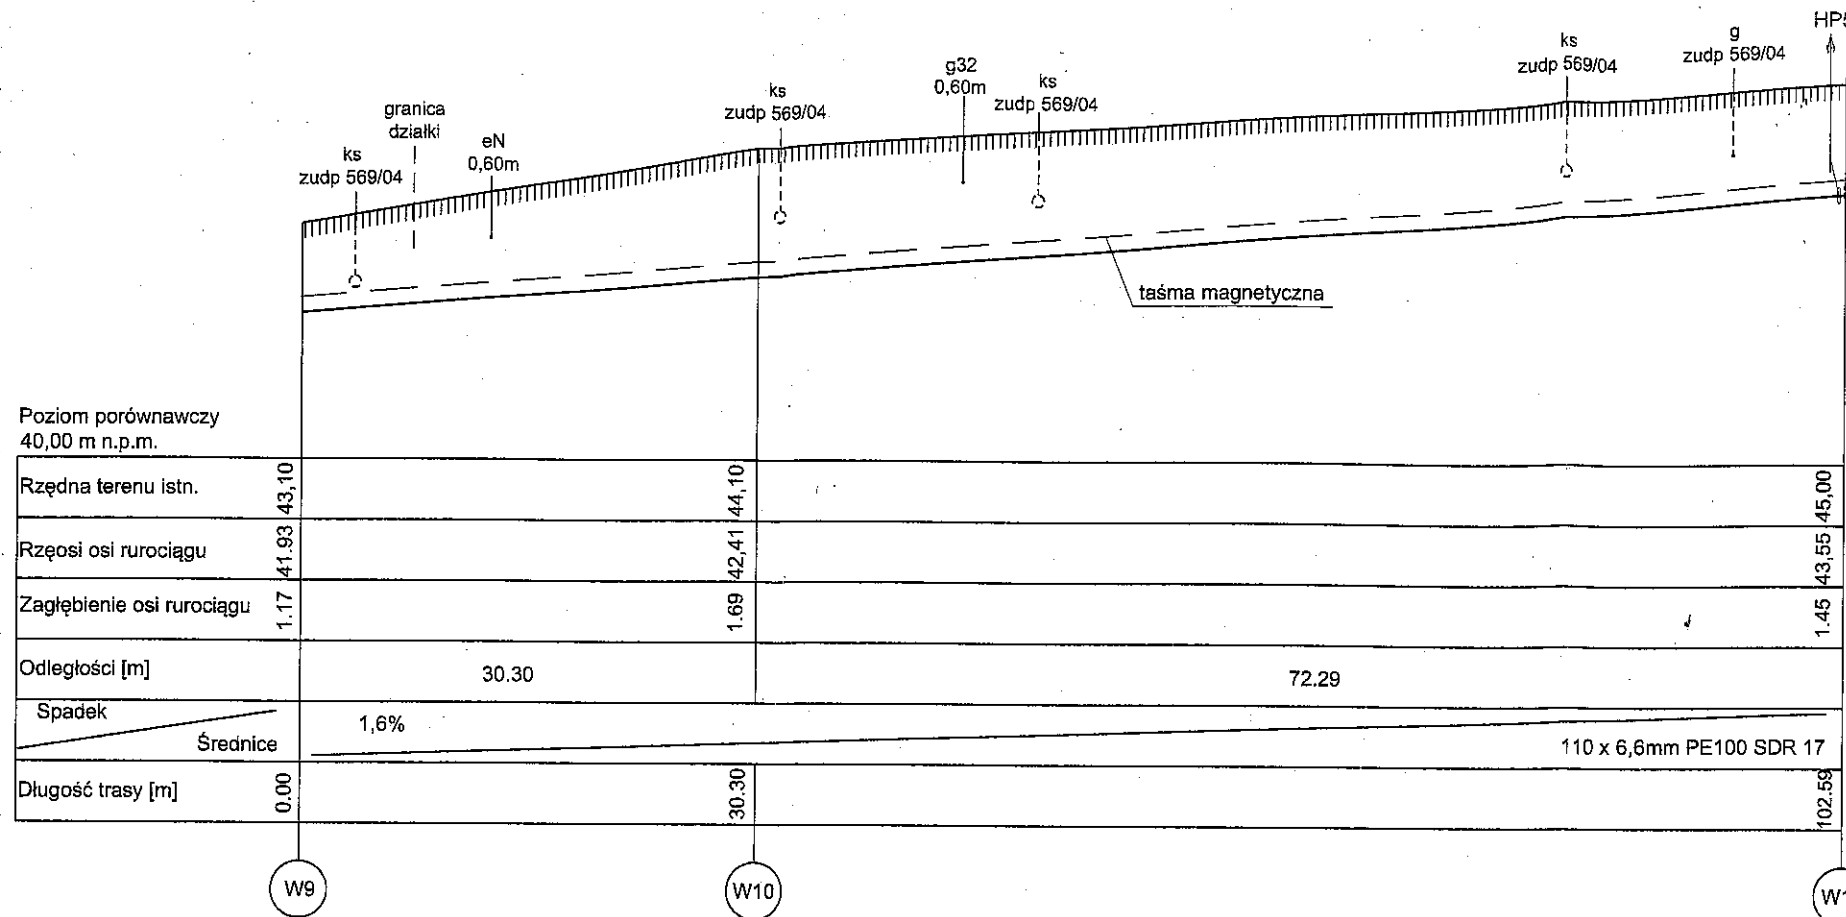 HP5
ks
zudp 569/04
g
zudp 569/04
g32
0,60m
ks
zudp 569/04
ks
zudp 569/04
granica
działki
eN
0,60m
ks
zudp 569/04
taśma magnetyczna
Poziom porównawczy
40,00 m n.p.m.
Rzędna terenu istn. 43,10 44,10 45,00
Rzęosi osi rurociągu 41.93 42,41 43,55
Zagłębienie osi rurociągu 1.17 1.69 1.45
Odległości [m] 30.30 72.29
Spadek 1,6%
Średnice 110 x 6,6mm PE100 SDR 17
Długość trasy [m] 0.00 30.30 102.59
W9 W10